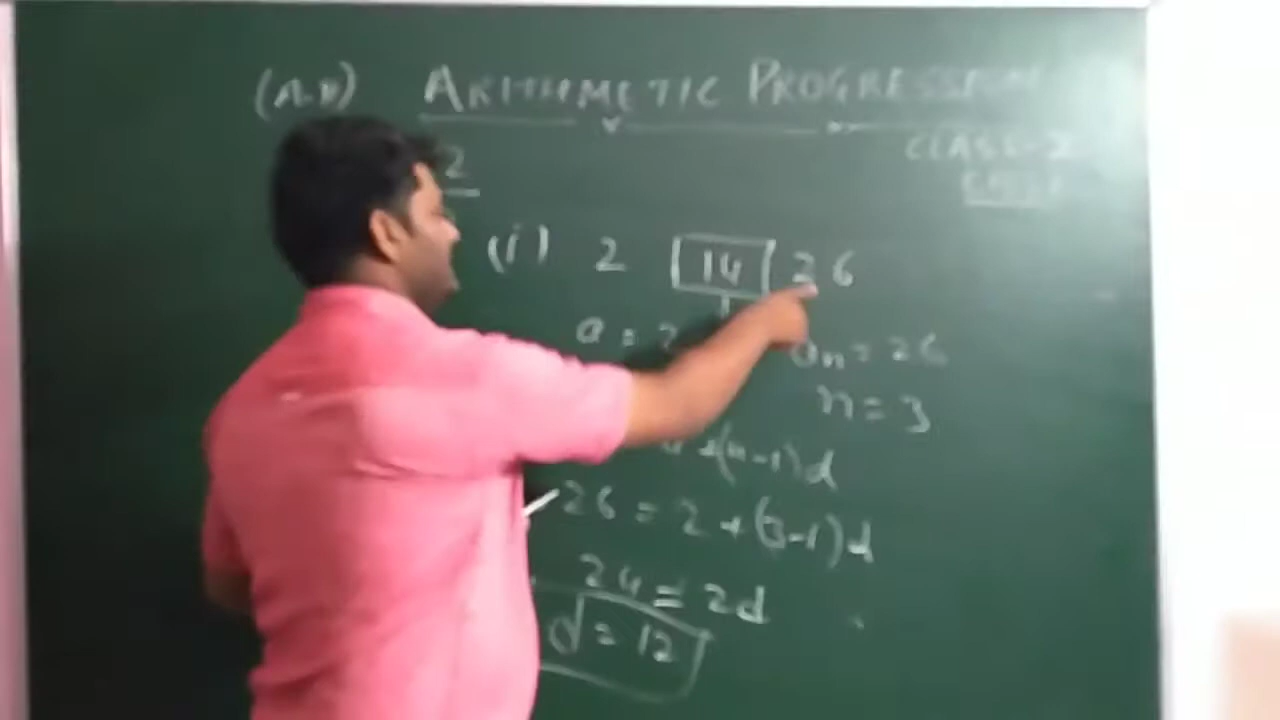 ARITHMETIC PROGRESSION
CLASS-2
2
(i) 2 14 26
a = 2 an = 26
n = 3
+(n-1)d
26 = 2 + (3-1)d
24 = 2d
d = 12